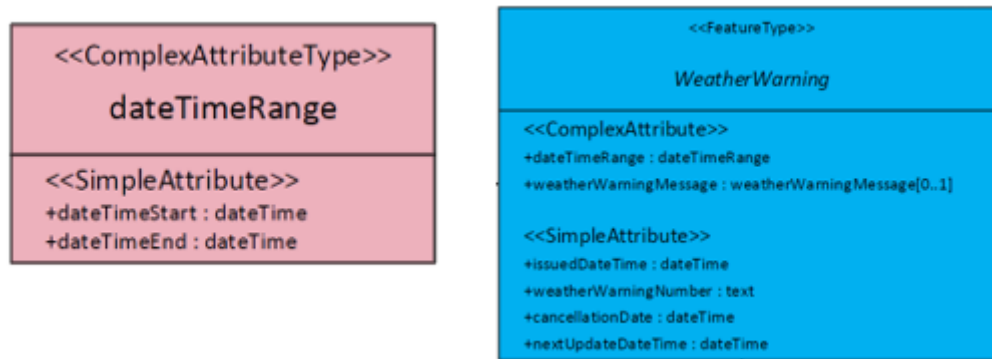 <<ComplexAttributeType>>
dateTimeRange
<<SimpleAttribute>>
+dateTimeStart : dateTime
+dateTimeEnd : dateTime
<<FeatureType>>
WeatherWarning
<<ComplexAttribute>>
+dateTimeRange : dateTimeRange
+weatherWarningMessage : weatherWarningMessage[0..1]
<<SimpleAttribute>>
+issuedDateTime : dateTime
+weatherWarningNumber : text
+cancellationDate : dateTime
+nextUpdateDateTime : dateTime